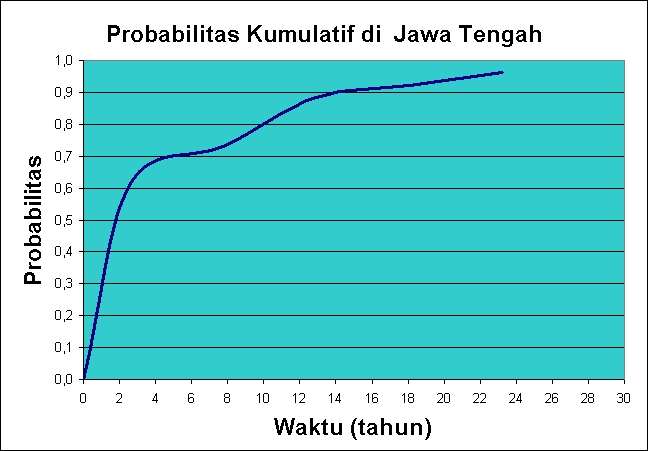 Probabilitas Kumulatif di Jawa Tengah
Probabilitas
1,0
0,9
0,8
0,7
0,6
0,5
0,4
0,3
0,2
0,1
0,0
0 2 4 6 8 10 12 14 16 18 20 22 24 26 28 30
Waktu (tahun)